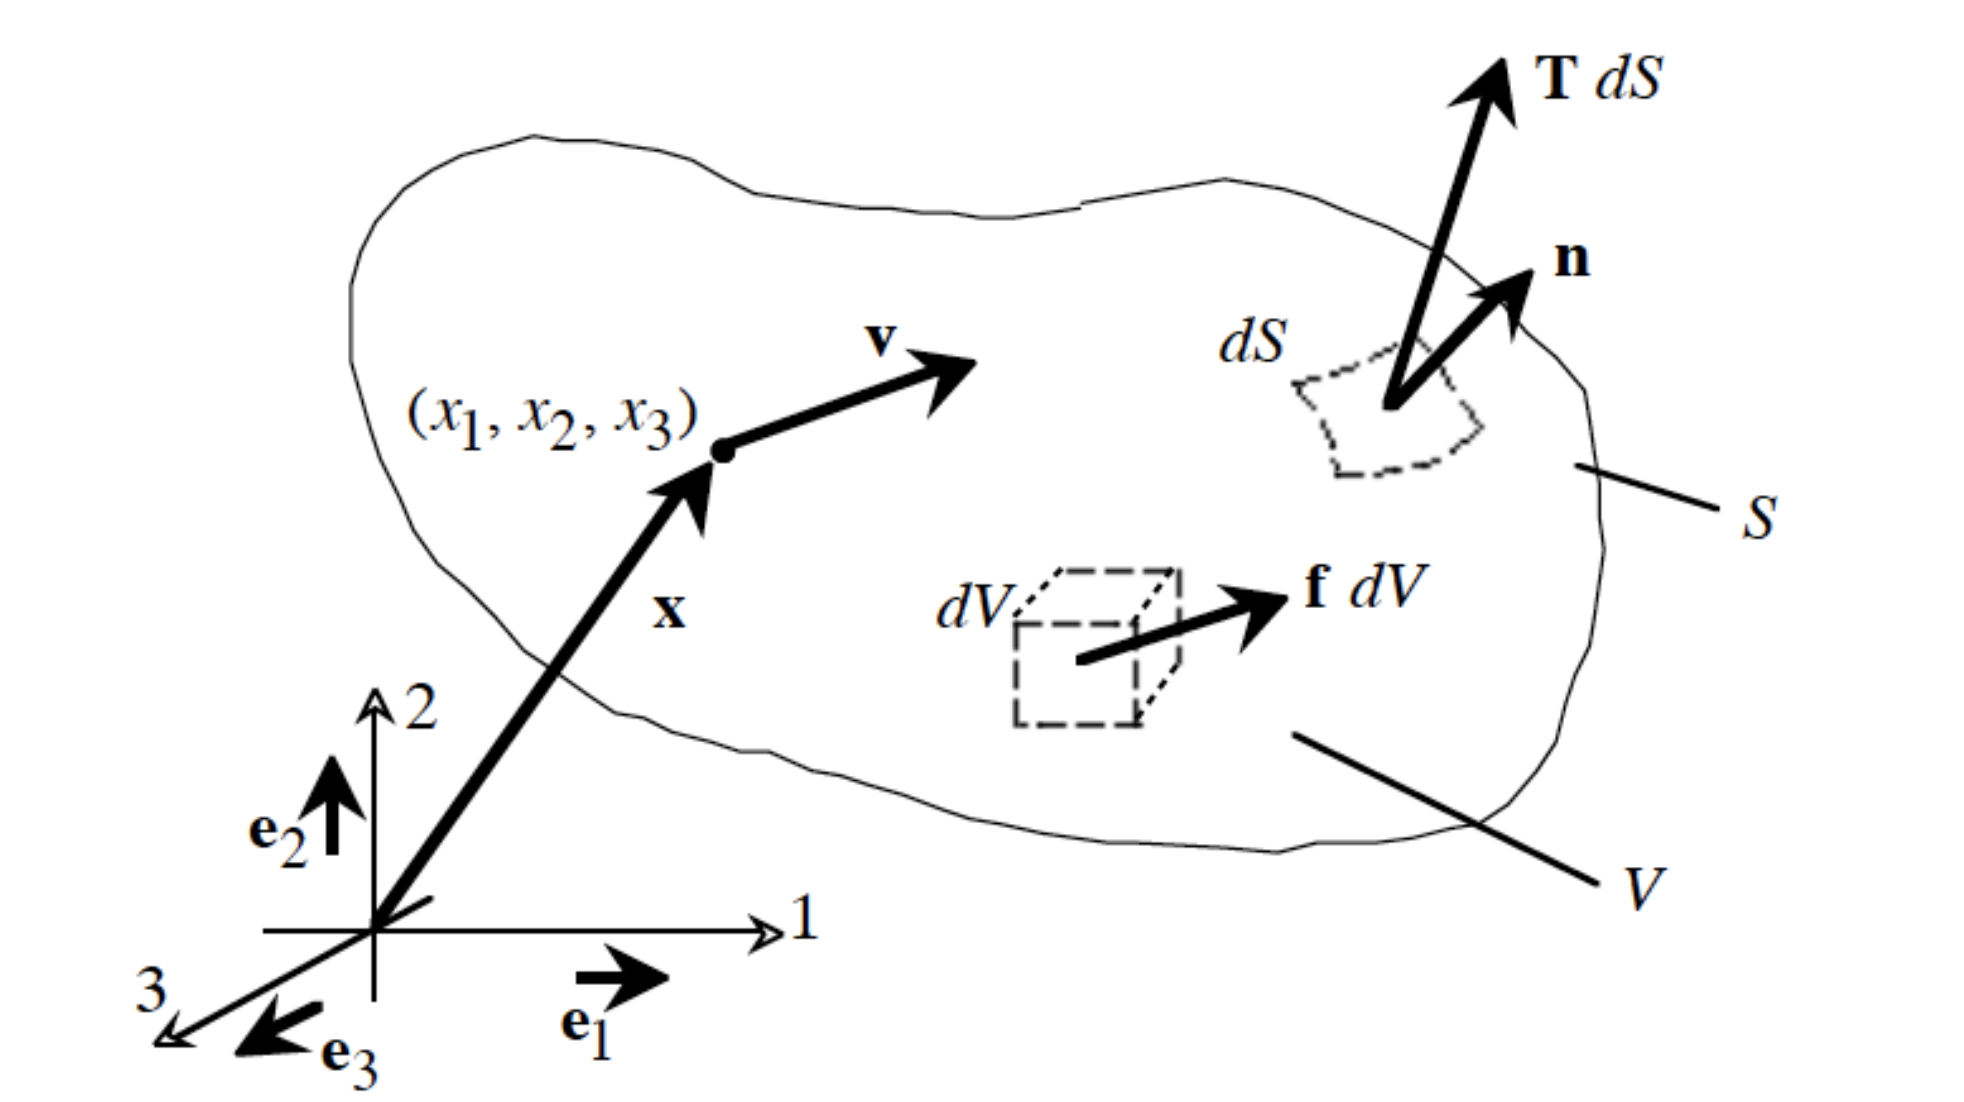 T dS
n
dS
v
(x1, x2, x3)
S
x
dV
f dV
2
e2
V
1
3
e1
e3